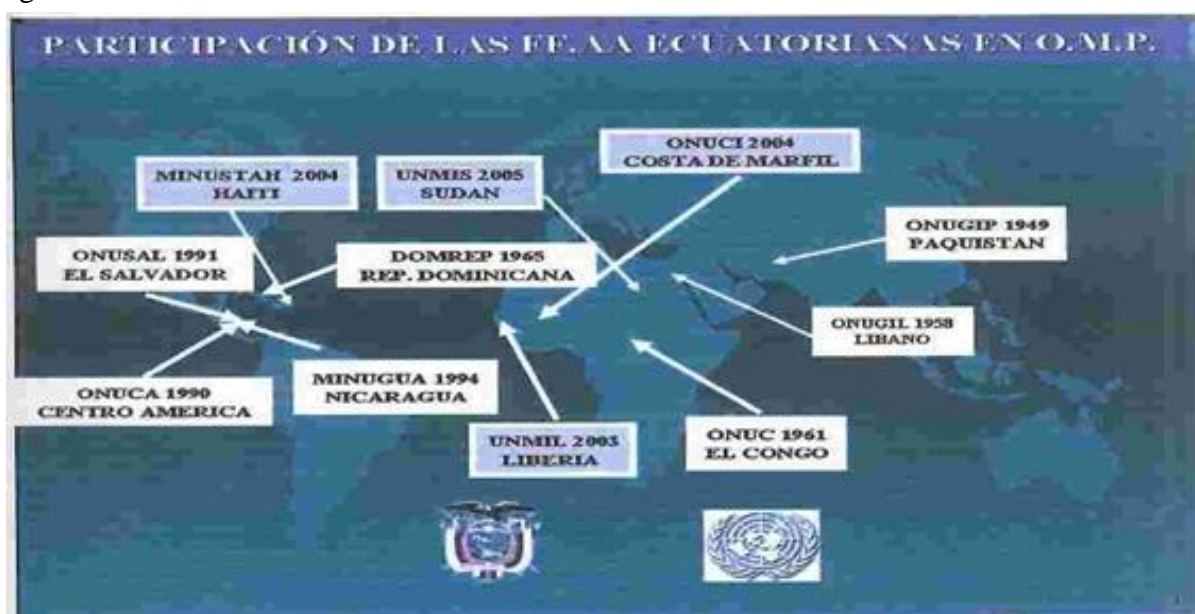 PARTICIPACIÓN DE LAS FF.AA ECUATORIANAS EN O.M.P.
ONUCI 2004
COSTA DE MARFIL
MINUSTAH 2004
HAITI
UNMIS 2005
SUDAN
ONUGIP 1949
PAQUISTAN
ONUSAL 1991
EL SALVADOR
DOMREP 1965
REP. DOMINICANA
ONUGIL 1958
LIBANO
ONUCA 1990
CENTRO AMERICA
MINUGUA 1994
NICARAGUA
UNMIL 2003
LIBERIA
ONUC 1961
EL CONGO